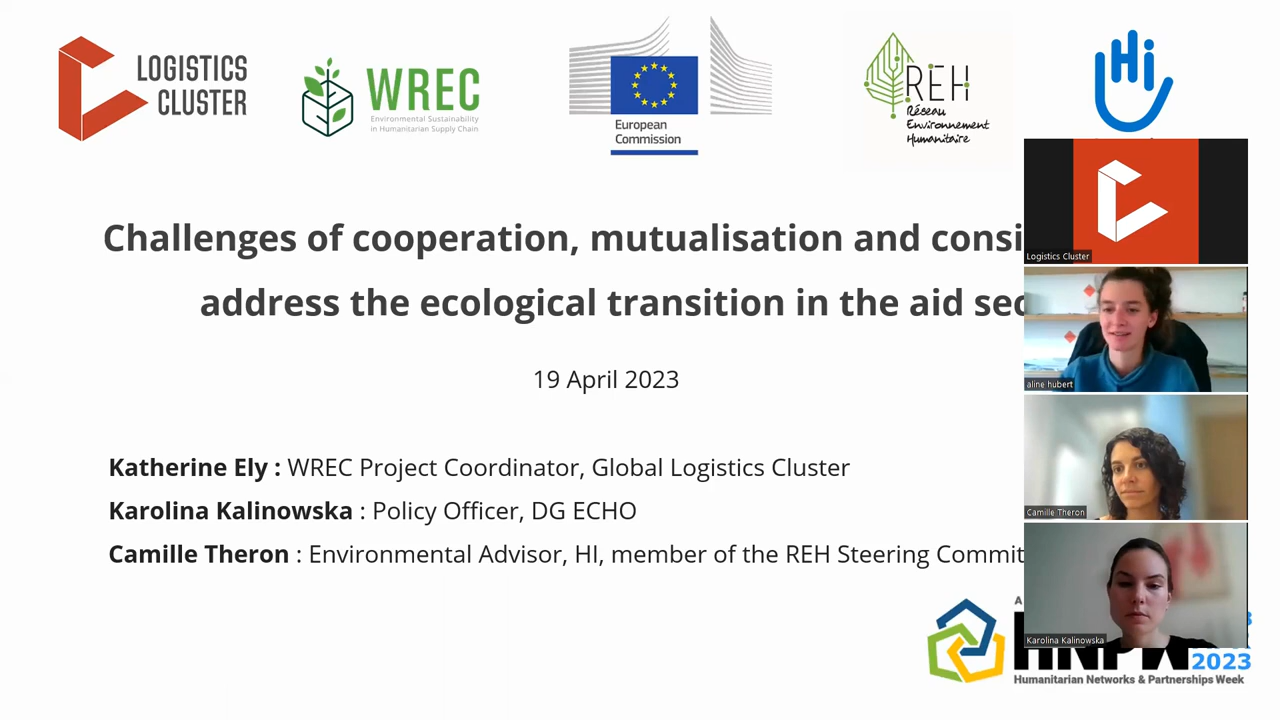 LOGISTICS
CLUSTER
WREC
Environmental Sustainability
in Humanitarian Supply Chain
European
Commission
REH
Réseau
Environnement
Humanitaire
Hi
Challenges of cooperation, mutualisation and consi
address the ecological transition in the aid sec
19 April 2023
Katherine Ely : WREC Project Coordinator, Global Logistics Cluster
Karolina Kalinowska : Policy Officer, DG ECHO
Camille Theron : Environmental Advisor, HI, member of the REH Steering Commit
Logistics Cluster
aline hubert
Camille Theron
Karolina Kalinowska
2023
Humanitarian Networks & Partnerships Week